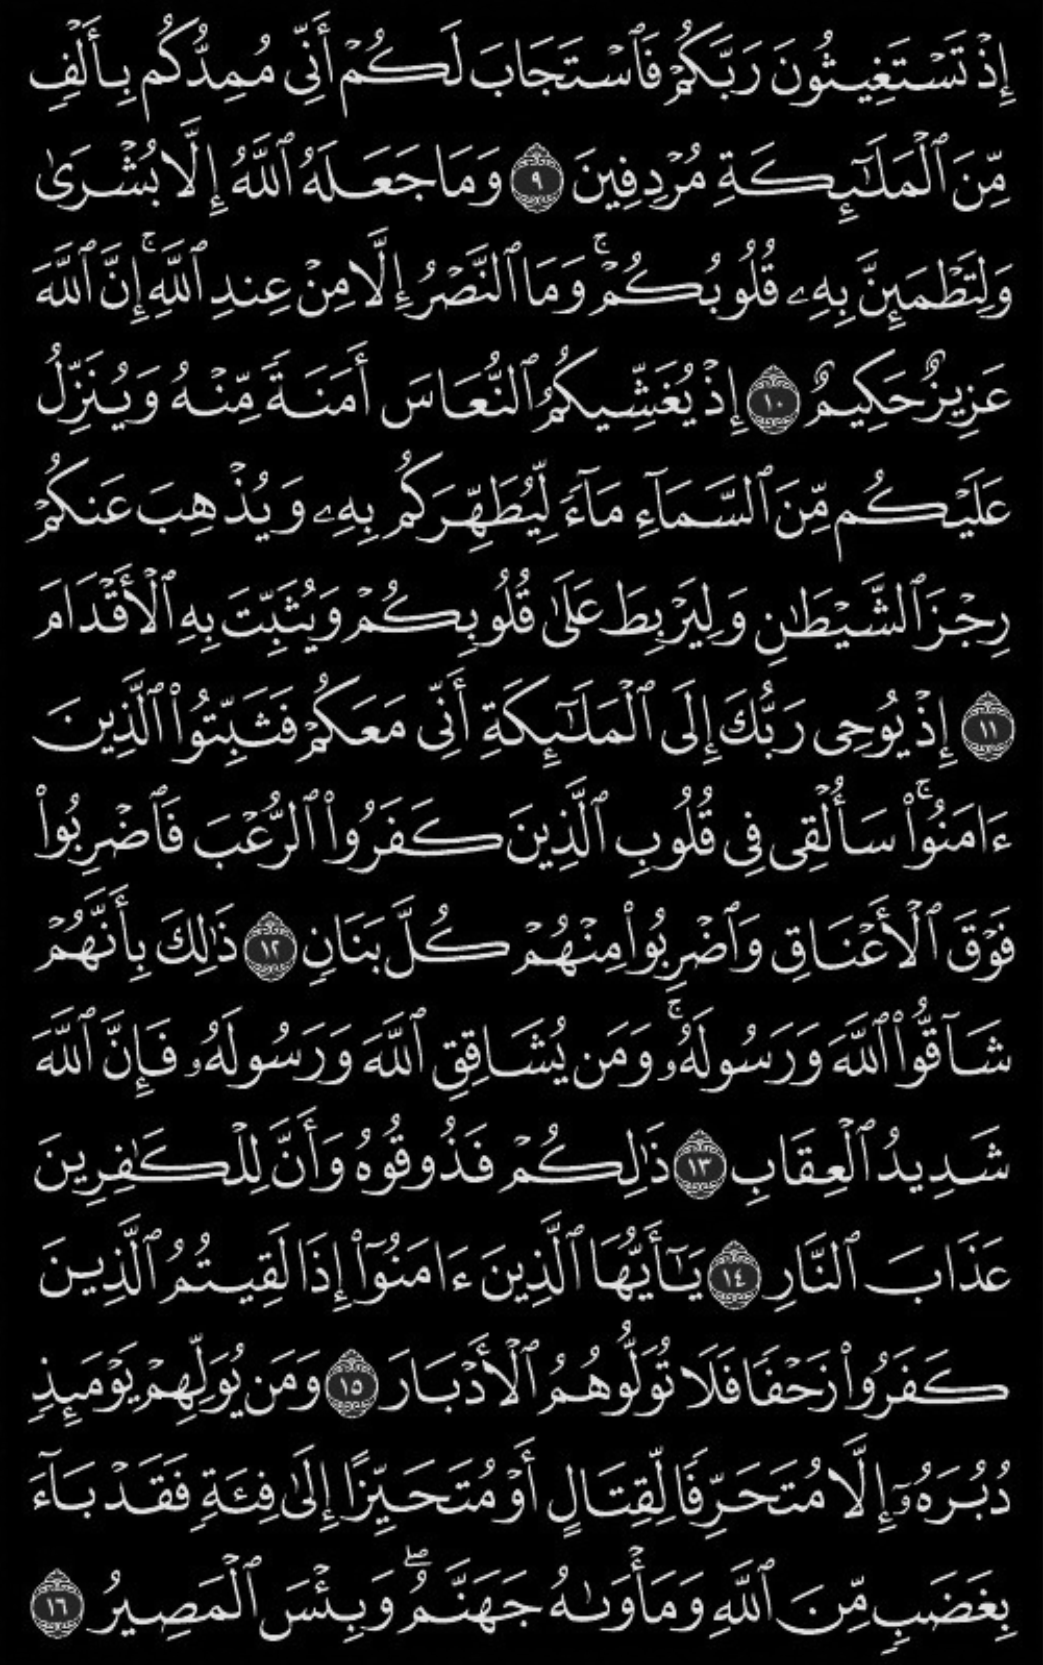 إِذۡ تَسۡتَغِيثُونَ رَبَّكُمۡ فَٱسۡتَجَابَ لَكُمۡ أَنِّي مُمِدُّكُم بِأَلۡفٖ
مِّنَ ٱلۡمَلَٰٓئِكَةِ مُرۡدِفِينَ ٩ وَمَا جَعَلَهُ ٱللَّهُ إِلَّا بُشۡرَىٰ
وَلِتَطۡمَئِنَّ بِهِۦ قُلُوبُكُمۡۚ وَمَا ٱلنَّصۡرُ إِلَّا مِنۡ عِندِ ٱللَّهِۚ إِنَّ ٱللَّهَ
عَزِيزٌ حَكِيمٌ ١٠ إِذۡ يُغَشِّيكُمُ ٱلنُّعَاسَ أَمَنَةٗ مِّنۡهُ وَيُنَزِّلُ
عَلَيۡكُم مِّنَ ٱلسَّمَآءِ مَآءٗ لِّيُطَهِّرَكُم بِهِۦ وَيُذۡهِبَ عَنكُمۡ
رِجۡزَ ٱلشَّيۡطَٰنِ وَلِيَرۡبِطَ عَلَىٰ قُلُوبِكُمۡ وَيُثَبِّتَ بِهِ ٱلۡأَقۡدَامَ
١١ إِذۡ يُوحِي رَبُّكَ إِلَى ٱلۡمَلَٰٓئِكَةِ أَنِّي مَعَكُمۡ فَثَبِّتُواْ ٱلَّذِينَ
ءَامَنُواْۚ سَأُلۡقِي فِي قُلُوبِ ٱلَّذِينَ كَفَرُواْ ٱلرُّعۡبَ فَٱضۡرِبُواْ
فَوۡقَ ٱلۡأَعۡنَاقِ وَٱضۡرِبُواْ مِنۡهُمۡ كُلَّ بَنَانٖ ١٢ ذَٰلِكَ بِأَنَّهُمۡ
شَآقُّواْ ٱللَّهَ وَرَسُولَهُۥۚ وَمَن يُشَاقِقِ ٱللَّهَ وَرَسُولَهُۥ فَإِنَّ ٱللَّهَ
شَدِيدُ ٱلۡعِقَابِ ١٣ ذَٰلِكُمۡ فَذُوقُوهُ وَأَنَّ لِلۡكَٰفِرِينَ
عَذَابَ ٱلنَّارِ ١٤ يَٰٓأَيُّهَا ٱلَّذِينَ ءَامَنُوٓاْ إِذَا لَقِيتُمُ ٱلَّذِينَ
كَفَرُواْ زَحۡفٗا فَلَا تُوَلُّوهُمُ ٱلۡأَدۡبَارَ ١٥ وَمَن يُوَلِّهِمۡ يَوۡمَئِذٖ
دُبُرَهُۥٓ إِلَّا مُتَحَرِّفٗا لِّقِتَالٍ أَوۡ مُتَحَيِّزًا إِلَىٰ فِئَةٖ فَقَدۡ بَآءَ
بِغَضَبٖ مِّنَ ٱللَّهِ وَمَأۡوَىٰهُ جَهَنَّمُۖ وَبِئۡسَ ٱلۡمَصِيرُ ١٦